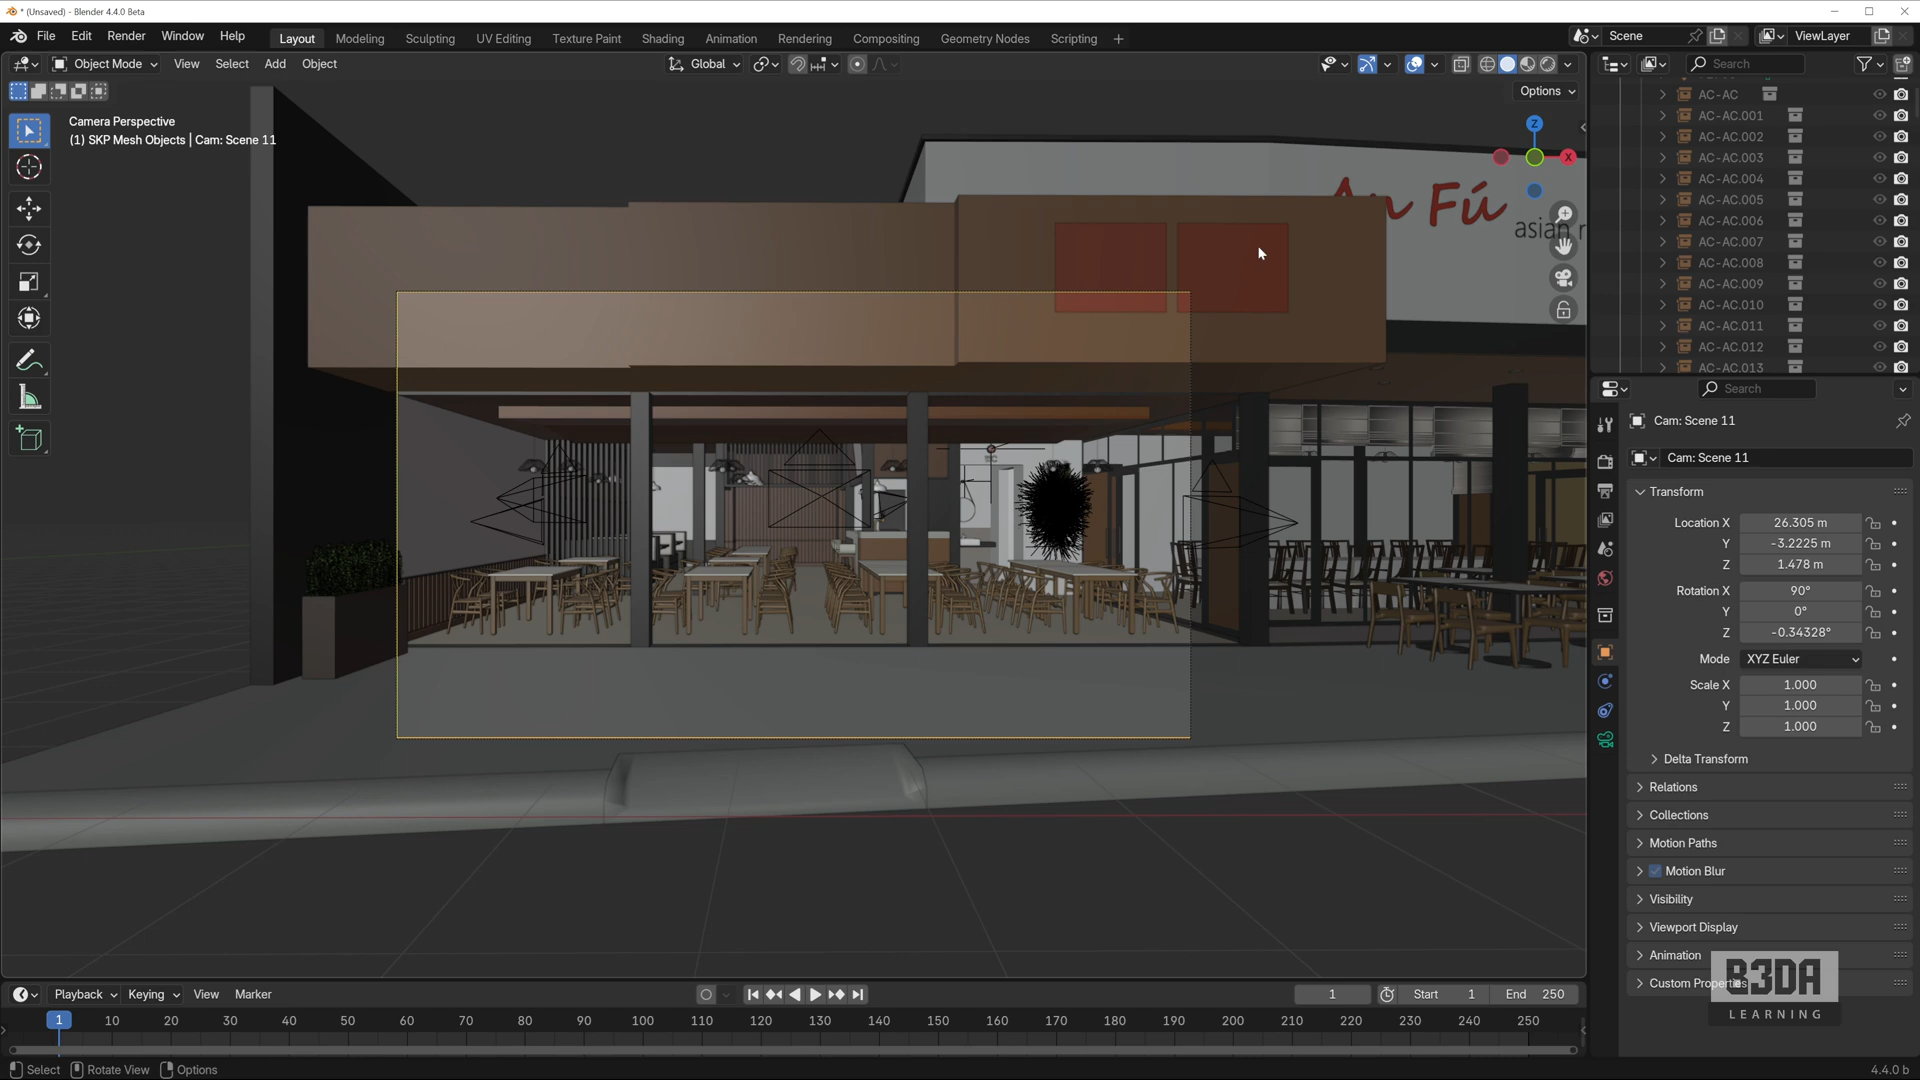 * (Unsaved) - Blender 4.4.0 Beta
File Edit Render Window Help
Layout Modeling Sculpting UV Editing Texture Paint Shading Animation Rendering Compositing Geometry Nodes Scripting +
Scene
ViewLayer
Object Mode View Select Add Object
Global
Search
Options
Camera Perspective
(1) SKP Mesh Objects | Cam: Scene 11
Z
X
Fú
asian
AC-AC
AC-AC.001
AC-AC.002
AC-AC.003
AC-AC.004
AC-AC.005
AC-AC.006
AC-AC.007
AC-AC.008
AC-AC.009
AC-AC.010
AC-AC.011
AC-AC.012
AC-AC.013
Search
Cam: Scene 11
Cam: Scene 11
Transform
Location X 26.305 m
Y -3.2225 m
Z 1.478 m
Rotation X 90°
Y 0°
Z -0.34328°
Mode XYZ Euler
Scale X 1.000
Y 1.000
Z 1.000
Delta Transform
Relations
Collections
Motion Paths
Motion Blur
Visibility
Viewport Display
Animation
Custom Properties
B3DA
LEARNING
Playback Keying View Marker
1 Start 1 End 250
1 10 20 30 40 50 60 70 80 90 100 110 120 130 140 150 160 170 180 190 200 210 220 230 240 250
Select Rotate View Options
4.4.0 b